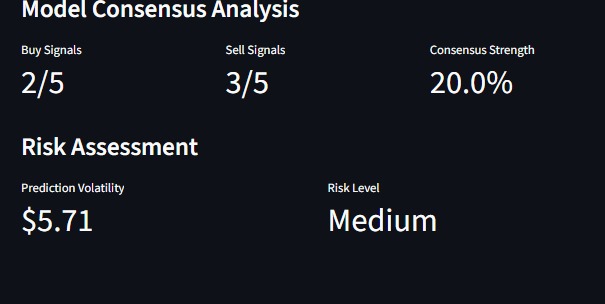 Model Consensus Analysis
Buy Signals Sell Signals Consensus Strength
2/5 3/5 20.0%
Risk Assessment
Prediction Volatility Risk Level
$5.71 Medium